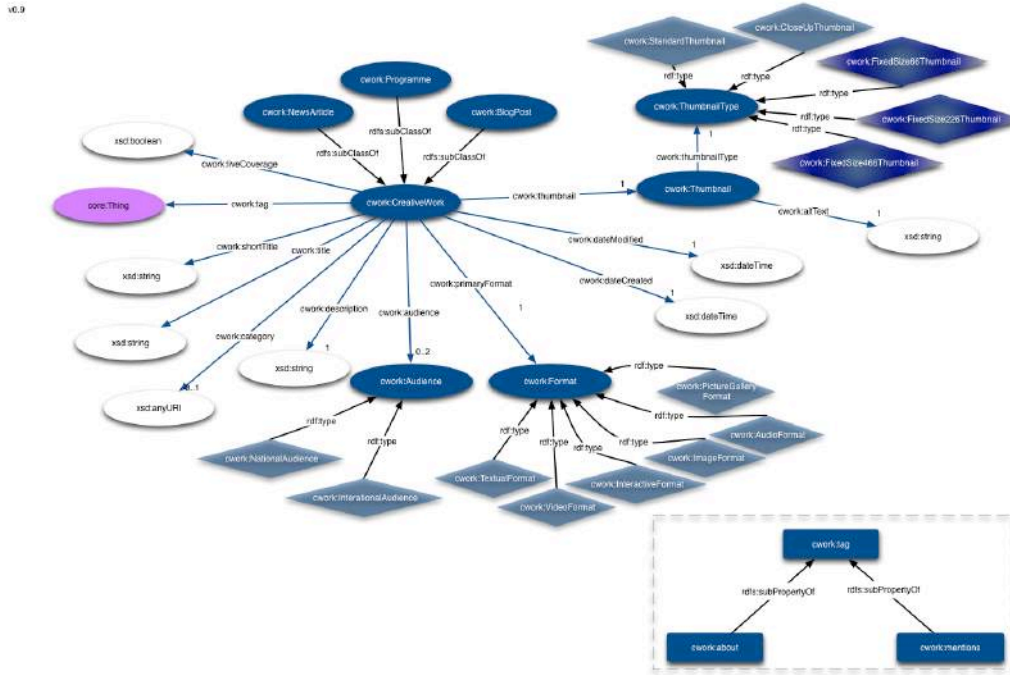 v0.9
cwork:StandardThumbnail
cwork:CloseUpThumbnail
cwork:FixedSize66Thumbnail
rdf:type
rdf:type
rdf:type
cwork:Programme
cwork:ThumbnailType
cwork:NewsArticle
cwork:BlogPost
rdf:type
cwork:FixedSize226Thumbnail
rdfs:subClassOf
1
rdf:type
xsd:boolean
rdfs:subClassOf
rdfs:subClassOf
cwork:thumbnailType
cwork:FixedSize466Thumbnail
cwork:liveCoverage
core:Thing
cwork:tag
cwork:CreativeWork
cwork:thumbnail
1
cwork:Thumbnail
cwork:altText
1
xsd:string
cwork:shortTitle
cwork:title
cwork:dateModified
1
xsd:dateTime
xsd:string
cwork:primaryFormat
cwork:dateCreated
1
xsd:dateTime
cwork:description
cwork:audience
1
xsd:string
cwork:category
1
xsd:string
0..2
xsd:anyURI
cwork:Audience
cwork:Format
rdf:type
cwork:PictureGallery
Format
rdf:type
rdf:type
rdf:type
cwork:AudioFormat
cwork:NationalAudience
rdf:type
rdf:type
rdf:type
rdf:type
cwork:ImageFormat
cwork:TextualFormat
cwork:InteractiveFormat
cwork:InterationalAudience
cwork:VideoFormat
cwork:tag
rdfs:subPropertyOf
rdfs:subPropertyOf
cwork:about
cwork:mentions